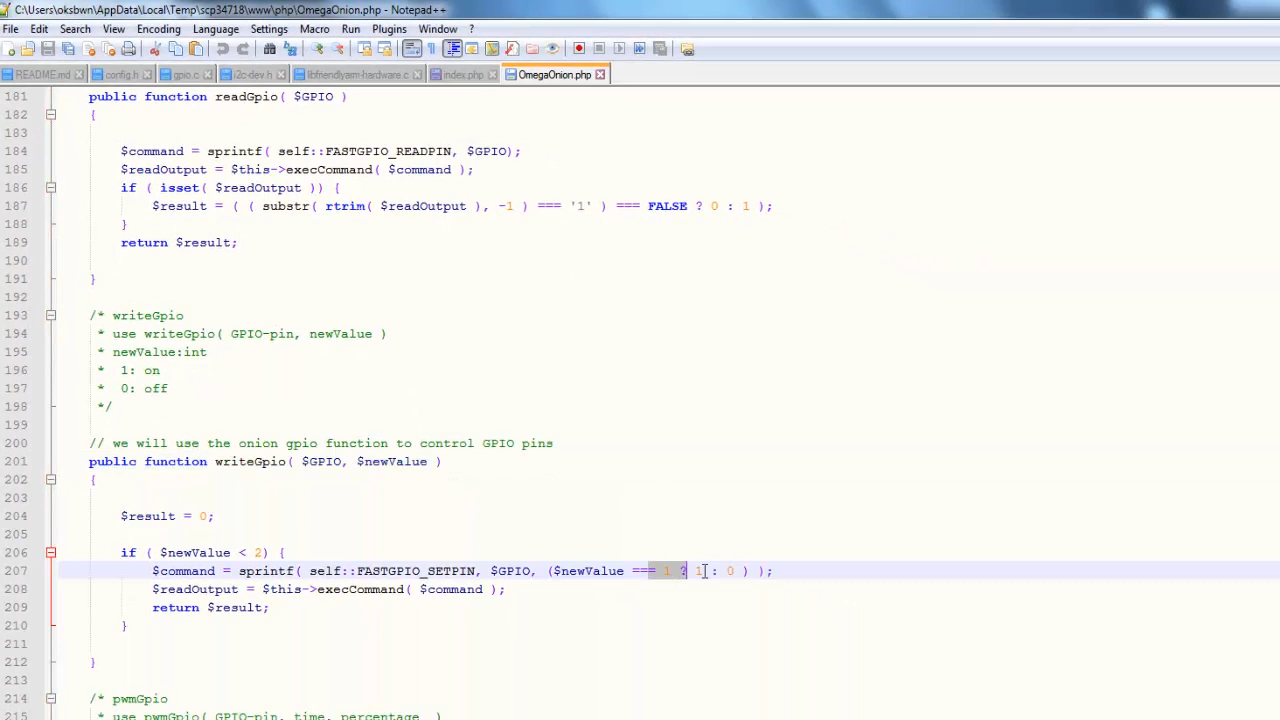 C:\Users\oksbwn\AppData\Local\Temp\scp34718\www\php\OmegaOnion.php - Notepad++
File Edit Search View Encoding Language Settings Macro Run Plugins Window ?
README.md config.h gpio.c i2c-dev.h libfriendlyarm-hardware.c index.php OmegaOnion.php
181 public function readGpio( $GPIO )
182 {
183
184 $command = sprintf( self::FASTGPIO_READPIN, $GPIO);
185 $readOutput = $this->execCommand( $command );
186 if ( isset( $readOutput )) {
187 $result = ( ( substr( rtrim( $readOutput ), -1 ) === '1' ) === FALSE ? 0 : 1 );
188 }
189 return $result;
190
191 }
192
193 /* writeGpio
194 * use writeGpio( GPIO-pin, newValue )
195 * newValue:int
196 * 1: on
197 * 0: off
198 */
199
200 // we will use the onion gpio function to control GPIO pins
201 public function writeGpio( $GPIO, $newValue )
202 {
203
204 $result = 0;
205
206 if ( $newValue < 2) {
207 $command = sprintf( self::FASTGPIO_SETPIN, $GPIO, ($newValue === 1 ? 1 : 0 ) );
208 $readOutput = $this->execCommand( $command );
209 return $result;
210 }
211
212 }
213
214 /* pwmGpio
215 * use pwmGpio( GPIO-pin, time, percentage )